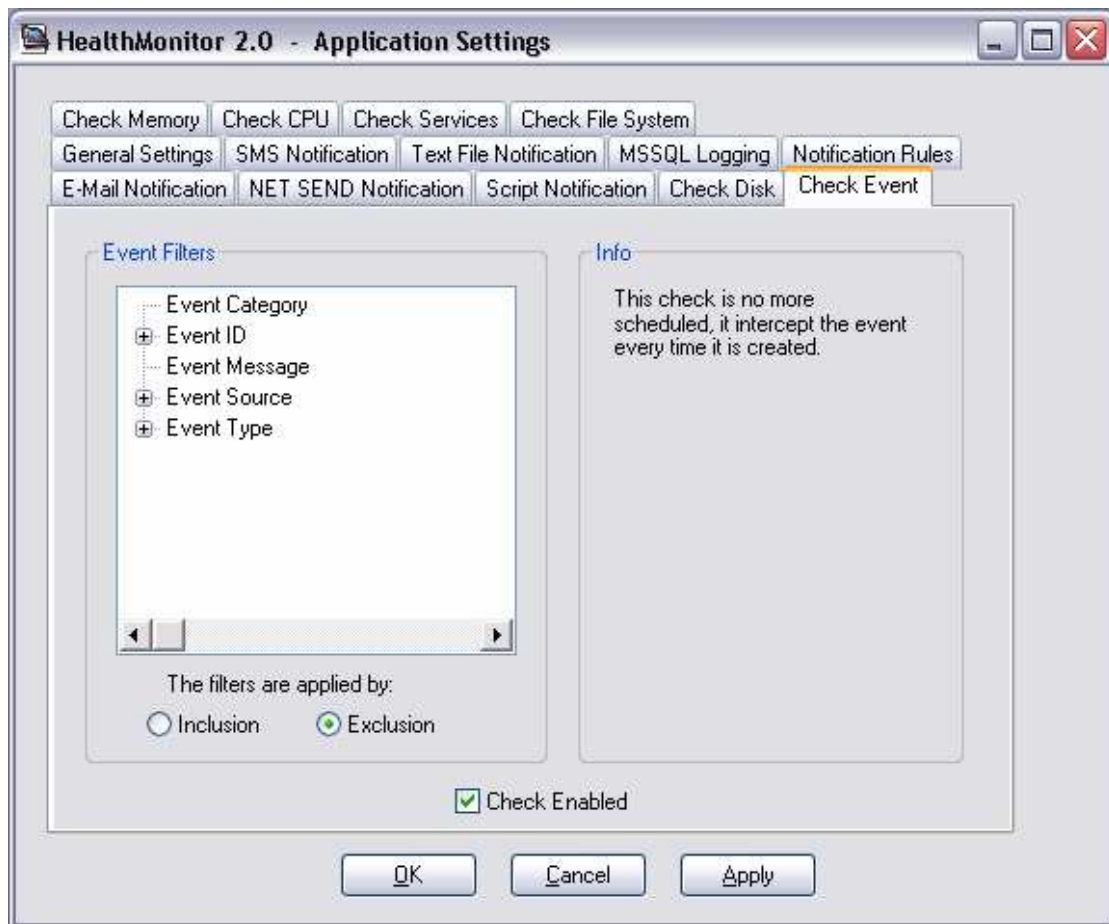 HealthMonitor 2.0 - Application Settings
Check Memory Check CPU Check Services Check File System
General Settings SMS Notification Text File Notification MSSQL Logging Notification Rules
E-Mail Notification NET SEND Notification Script Notification Check Disk Check Event
Event Filters
Event Category
Event ID
Event Message
Event Source
Event Type
The filters are applied by:
Inclusion Exclusion
Info
This check is no more
scheduled, it intercept the event
every time it is created.
Check Enabled
OK Cancel Apply